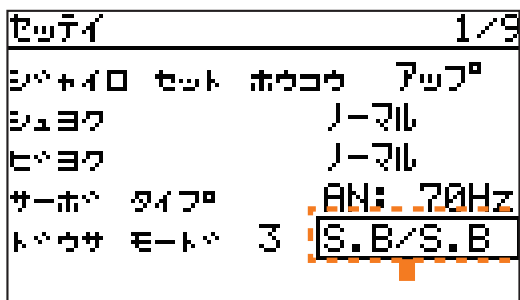 セッテイ 1/9
ジャイロ セット ホウコウ アップ
シュヨク ノーマル
ビヨク ノーマル
サーボ タイプ AN: 70Hz
ドウサ モード 3 S.B/S.B